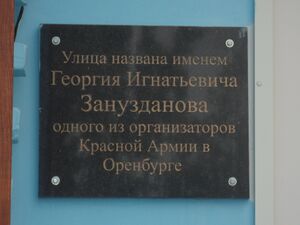 Улица названа именем
Георгия Игнатьевича
Занузданова
одного из организаторов
Красной Армии в
Оренбурге